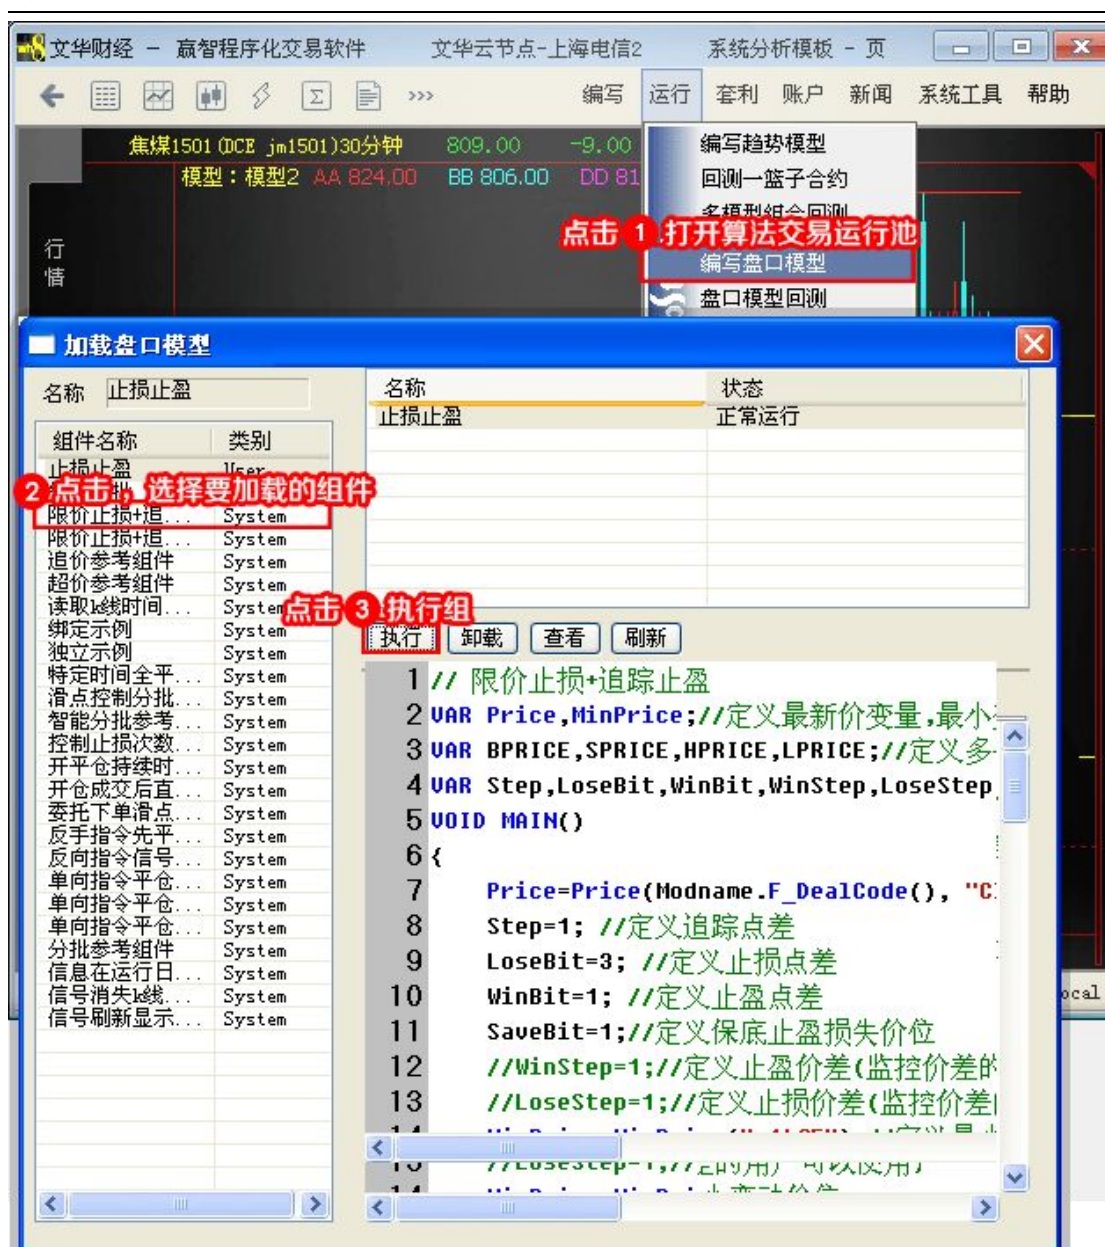 文华财经 - 赢智程序化交易软件 文华云节点-上海电信2 系统分析模板 - 页
>>> 编写 运行 套利 账户 新闻 系统工具 帮助
焦煤1501(DCE jm1501)30分钟 809.00 -9.00
模型：模型2 AA 824.00 BB 806.00 DD 81
行情
编写趋势模型
回测一篮子合约
多模型组合回测
点击 1 打开算法交易运行池
编写盘口模型
盘口模型回测
加载盘口模型
名称 止损止盈
名称 状态
止损止盈 正常运行
组件名称 类别
止损止盈 User
2 点击，选择要加载的组件
限价止损+追... System
限价止损+追... System
追价参考组件 System
超价参考组件 System
读取k线时间... System
绑定示例 System
独立示例 System
特定时间全平... System
滑点控制分批... System
智能分批参考... System
控制止损次数... System
开平仓持续时... System
开仓成交后直... System
委托下单滑点... System
反手指令先平... System
反向指令信号... System
单向指令平仓... System
单向指令平仓... System
单向指令平仓... System
分批参考组件 System
信息在运行日... System
信号消失k线... System
信号刷新显示... System
点击 3 执行组
执行 卸载 查看 刷新
1 // 限价止损+追踪止盈
2 VAR Price,MinPrice;//定义最新价变量,最小
3 VAR BPRICE,SPRICE,HPRICE,LPRICE;//定义多
4 VAR Step,LoseBit,WinBit,WinStep,LoseStep
5 VOID MAIN()
6 {
7 Price=Price(Modname.F_DealCode(), "C
8 Step=1; //定义追踪点差
9 LoseBit=3; //定义止损点差
10 WinBit=1; //定义止盈点差
11 SaveBit=1;//定义保底止盈损失价位
12 //WinStep=1;//定义止盈价差(监控价差的
13 //LoseStep=1;//定义止损价差(监控价差
ocal